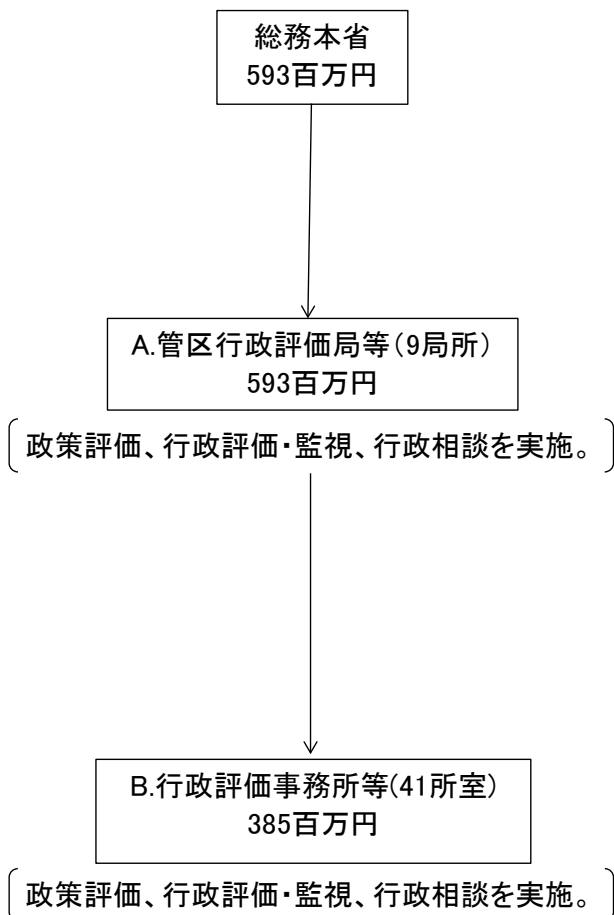 総務本省
593百万円
A.管区行政評価局等（9局所）
593百万円
政策評価、行政評価・監視、行政相談を実施。
B.行政評価事務所等(41所室)
385百万円
政策評価、行政評価・監視、行政相談を実施。